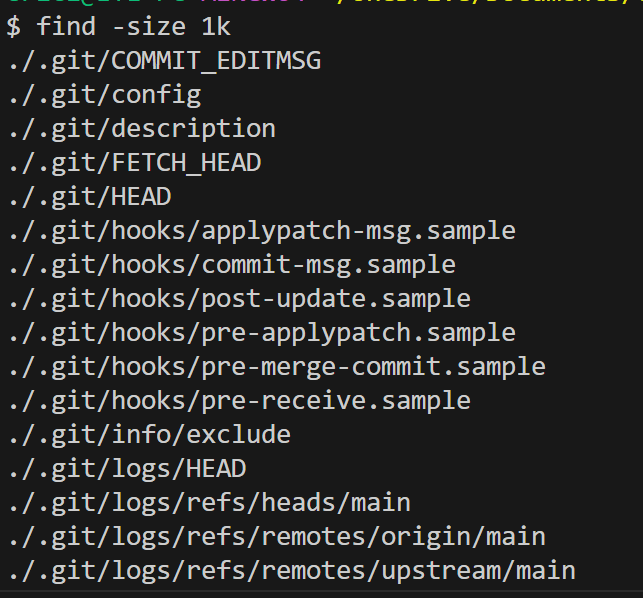 $ find -size 1k
./.git/COMMIT_EDITMSG
./.git/config
./.git/description
./.git/FETCH_HEAD
./.git/HEAD
./.git/hooks/applypatch-msg.sample
./.git/hooks/commit-msg.sample
./.git/hooks/post-update.sample
./.git/hooks/pre-applypatch.sample
./.git/hooks/pre-merge-commit.sample
./.git/hooks/pre-receive.sample
./.git/info/exclude
./.git/logs/HEAD
./.git/logs/refs/heads/main
./.git/logs/refs/remotes/origin/main
./.git/logs/refs/remotes/upstream/main